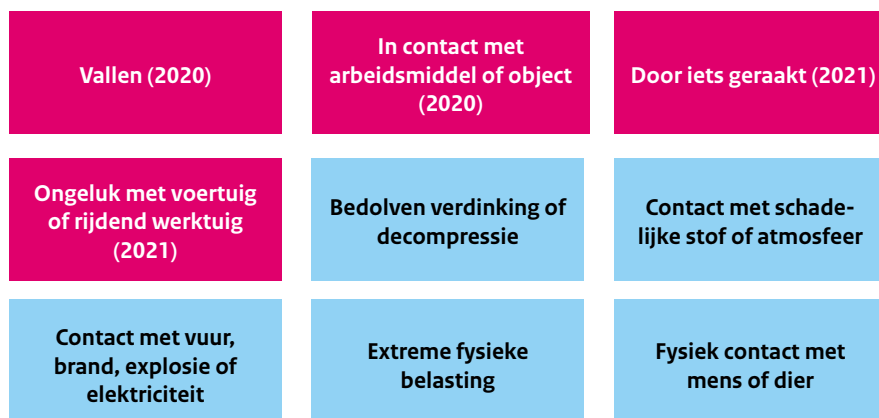 Vallen (2020)
In contact met
arbeidsmiddel of object
(2020)
Door iets geraakt (2021)
Ongeluk met voertuig
of rijdend werktuig
(2021)
Bedolven verdinking of
decompressie
Contact met schade-
lijke stof of atmosfeer
Contact met vuur,
brand, explosie of
elektriciteit
Extreme fysieke
belasting
Fysiek contact met
mens of dier